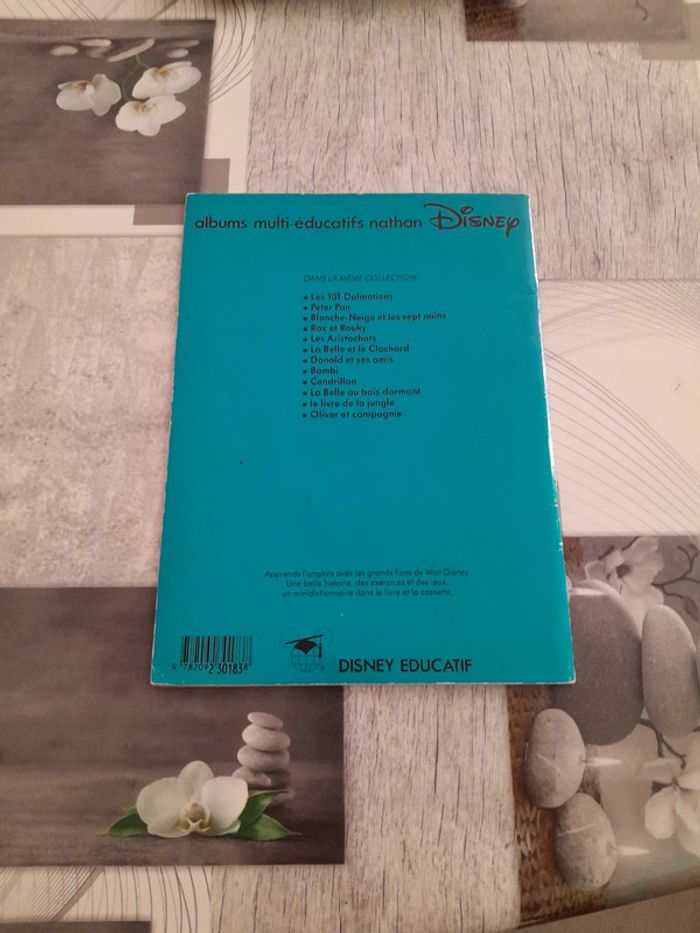 albums multi-éducatifs nathan Disney
DANS LA MÊME COLLECTION :
• Les 101 Dalmatiens
• Peter Pan
• Blanche-Neige et les sept nains
• Rox et Rouky
• Les Aristochats
• La Belle et le Clochard
• Donald et ses amis
• Bambi
• Cendrillon
• La Belle au bois dormant
• le livre de la jungle
• Oliver et compagnie
Apprends l'anglais avec les grands films de Walt Disney
Une belle histoire, des exercices et des jeux,
un minidictionnaire dans le livre et la cassette.
9 782092 301838
DISNEY EDUCATIF